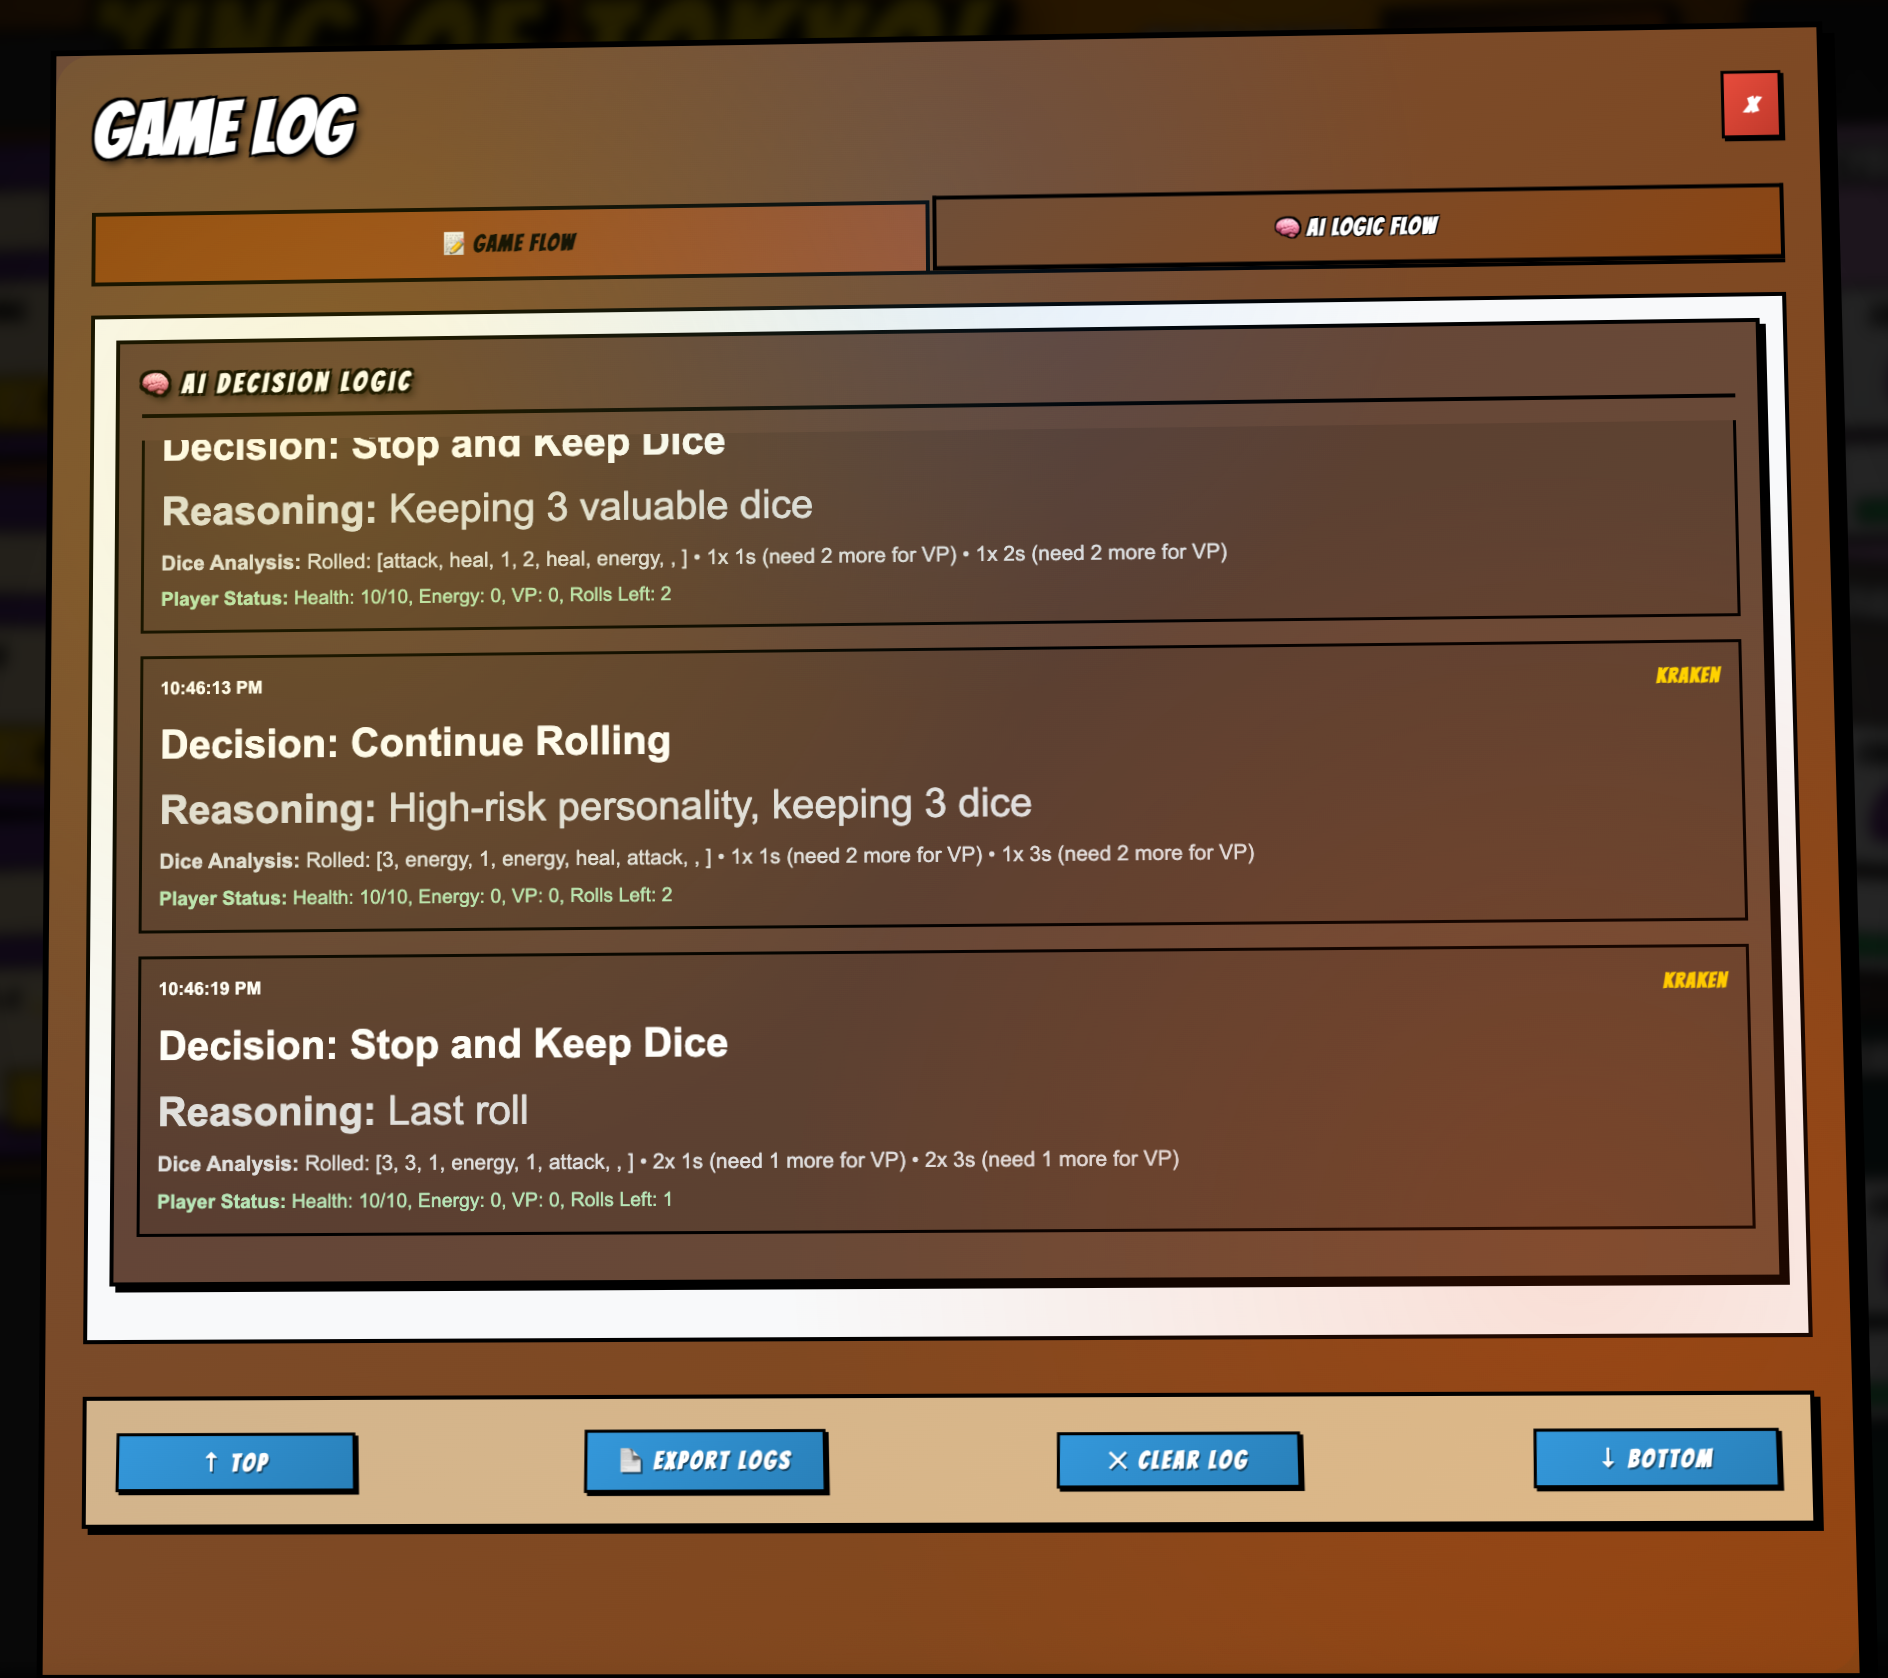 KING OF TOKYO!
GAME LOG
X
📝 GAME FLOW
🧠 AI LOGIC FLOW
🧠 AI DECISION LOGIC
Decision: Stop and Keep Dice
Reasoning: Keeping 3 valuable dice
Dice Analysis: Rolled: [attack, heal, 1, 2, heal, energy, , ] • 1x 1s (need 2 more for VP) • 1x 2s (need 2 more for VP)
Player Status: Health: 10/10, Energy: 0, VP: 0, Rolls Left: 2
10:46:13 PM
KRAKEN
Decision: Continue Rolling
Reasoning: High-risk personality, keeping 3 dice
Dice Analysis: Rolled: [3, energy, 1, energy, heal, attack, , ] • 1x 1s (need 2 more for VP) • 1x 3s (need 2 more for VP)
Player Status: Health: 10/10, Energy: 0, VP: 0, Rolls Left: 2
10:46:19 PM
KRAKEN
Decision: Stop and Keep Dice
Reasoning: Last roll
Dice Analysis: Rolled: [3, 3, 1, energy, 1, attack, , ] • 2x 1s (need 1 more for VP) • 2x 3s (need 1 more for VP)
Player Status: Health: 10/10, Energy: 0, VP: 0, Rolls Left: 1
↑ TOP
📄 EXPORT LOGS
✕ CLEAR LOG
↓ BOTTOM